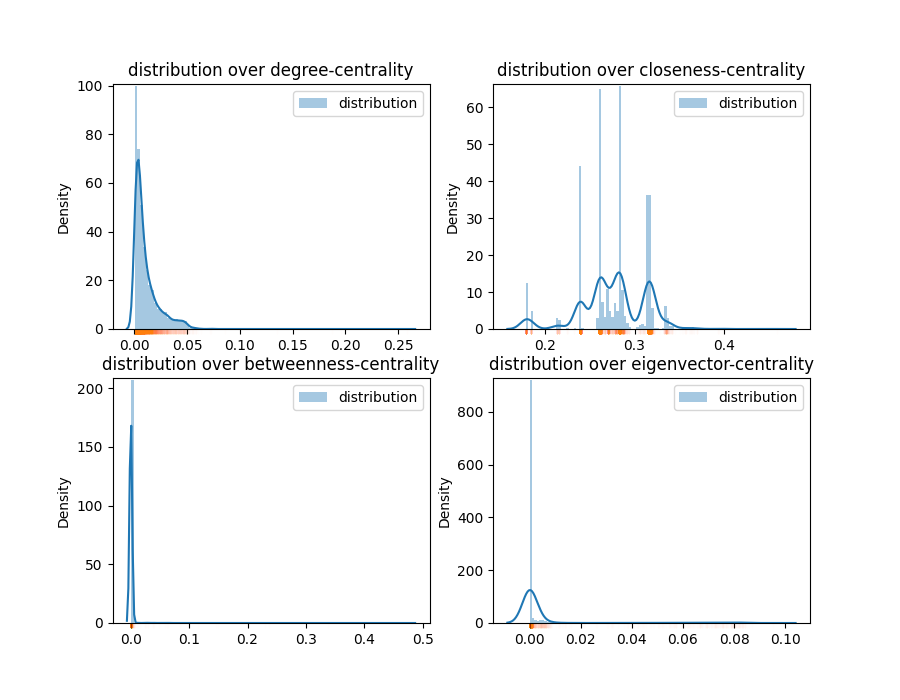 distribution over degree-centrality
100
80
60
40
20
0
Density
distribution
0.00 0.05 0.10 0.15 0.20 0.25
distribution over closeness-centrality
60
50
40
30
20
10
0
Density
distribution
0.2 0.3 0.4
distribution over betweenness-centrality
200
150
100
50
0
Density
distribution
0.0 0.1 0.2 0.3 0.4 0.5
distribution over eigenvector-centrality
800
600
400
200
0
Density
distribution
0.00 0.02 0.04 0.06 0.08 0.10